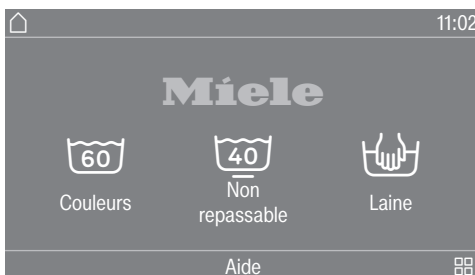 11:02
Miele
60
40
Couleurs
Non
repassable
Laine
Aide